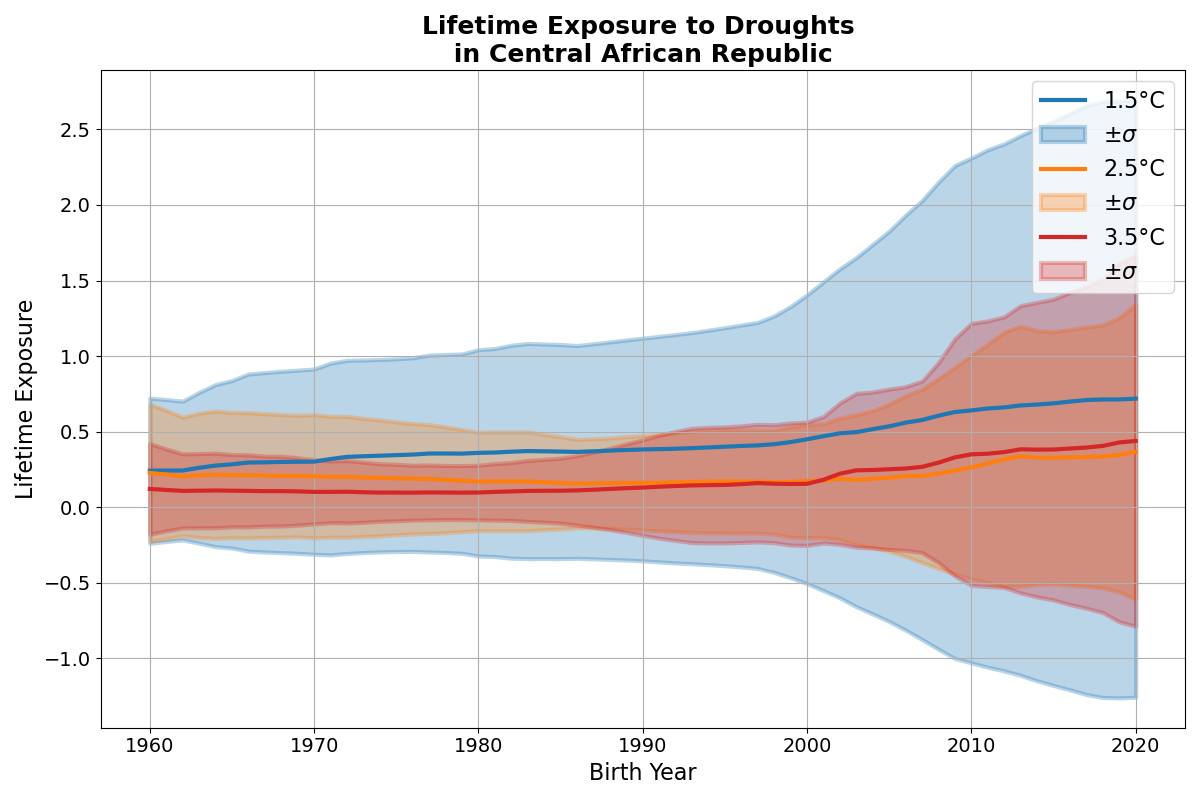 Lifetime Exposure to Droughts
in Central African Republic
Lifetime Exposure
2.5
2.0
1.5
1.0
0.5
0.0
−0.5
−1.0
1.5°C
±σ
2.5°C
±σ
3.5°C
±σ
1960 1970 1980 1990 2000 2010 2020
Birth Year